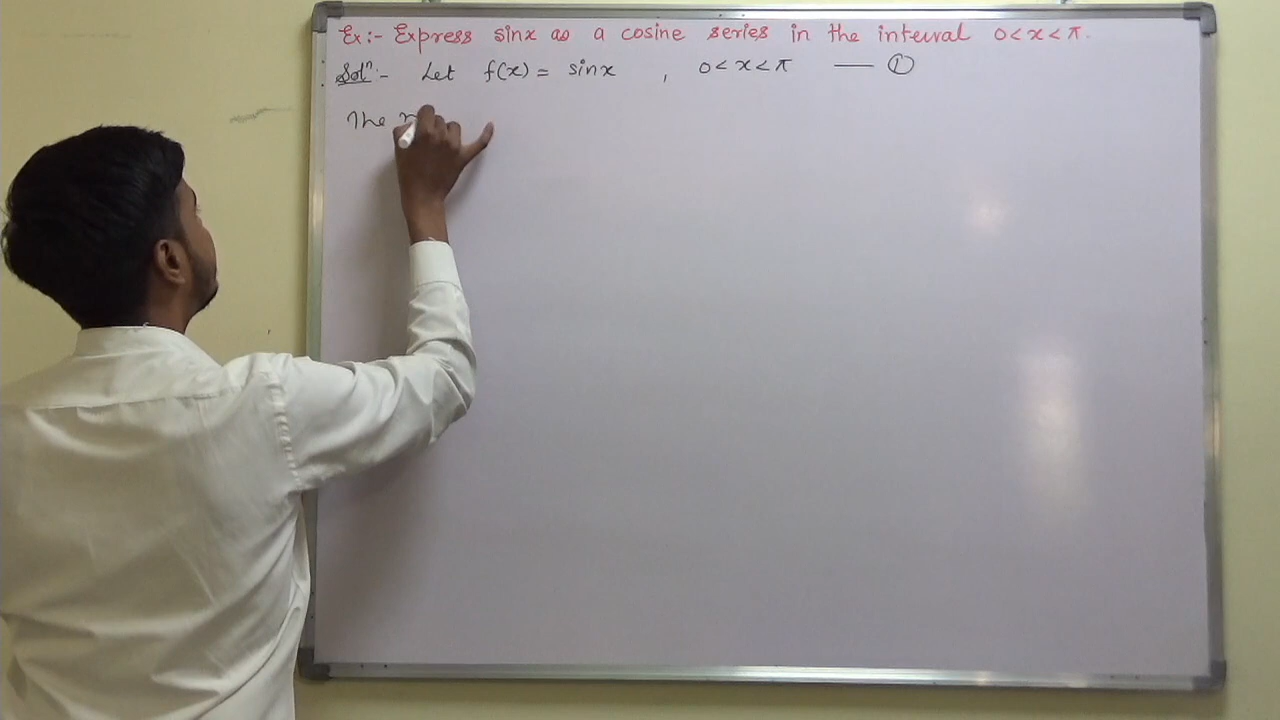 Ex:- Express sinx as a cosine series in the interval 0<x<π.
Solⁿ:- Let f(x) = sinx , 0<x<π — ①
The